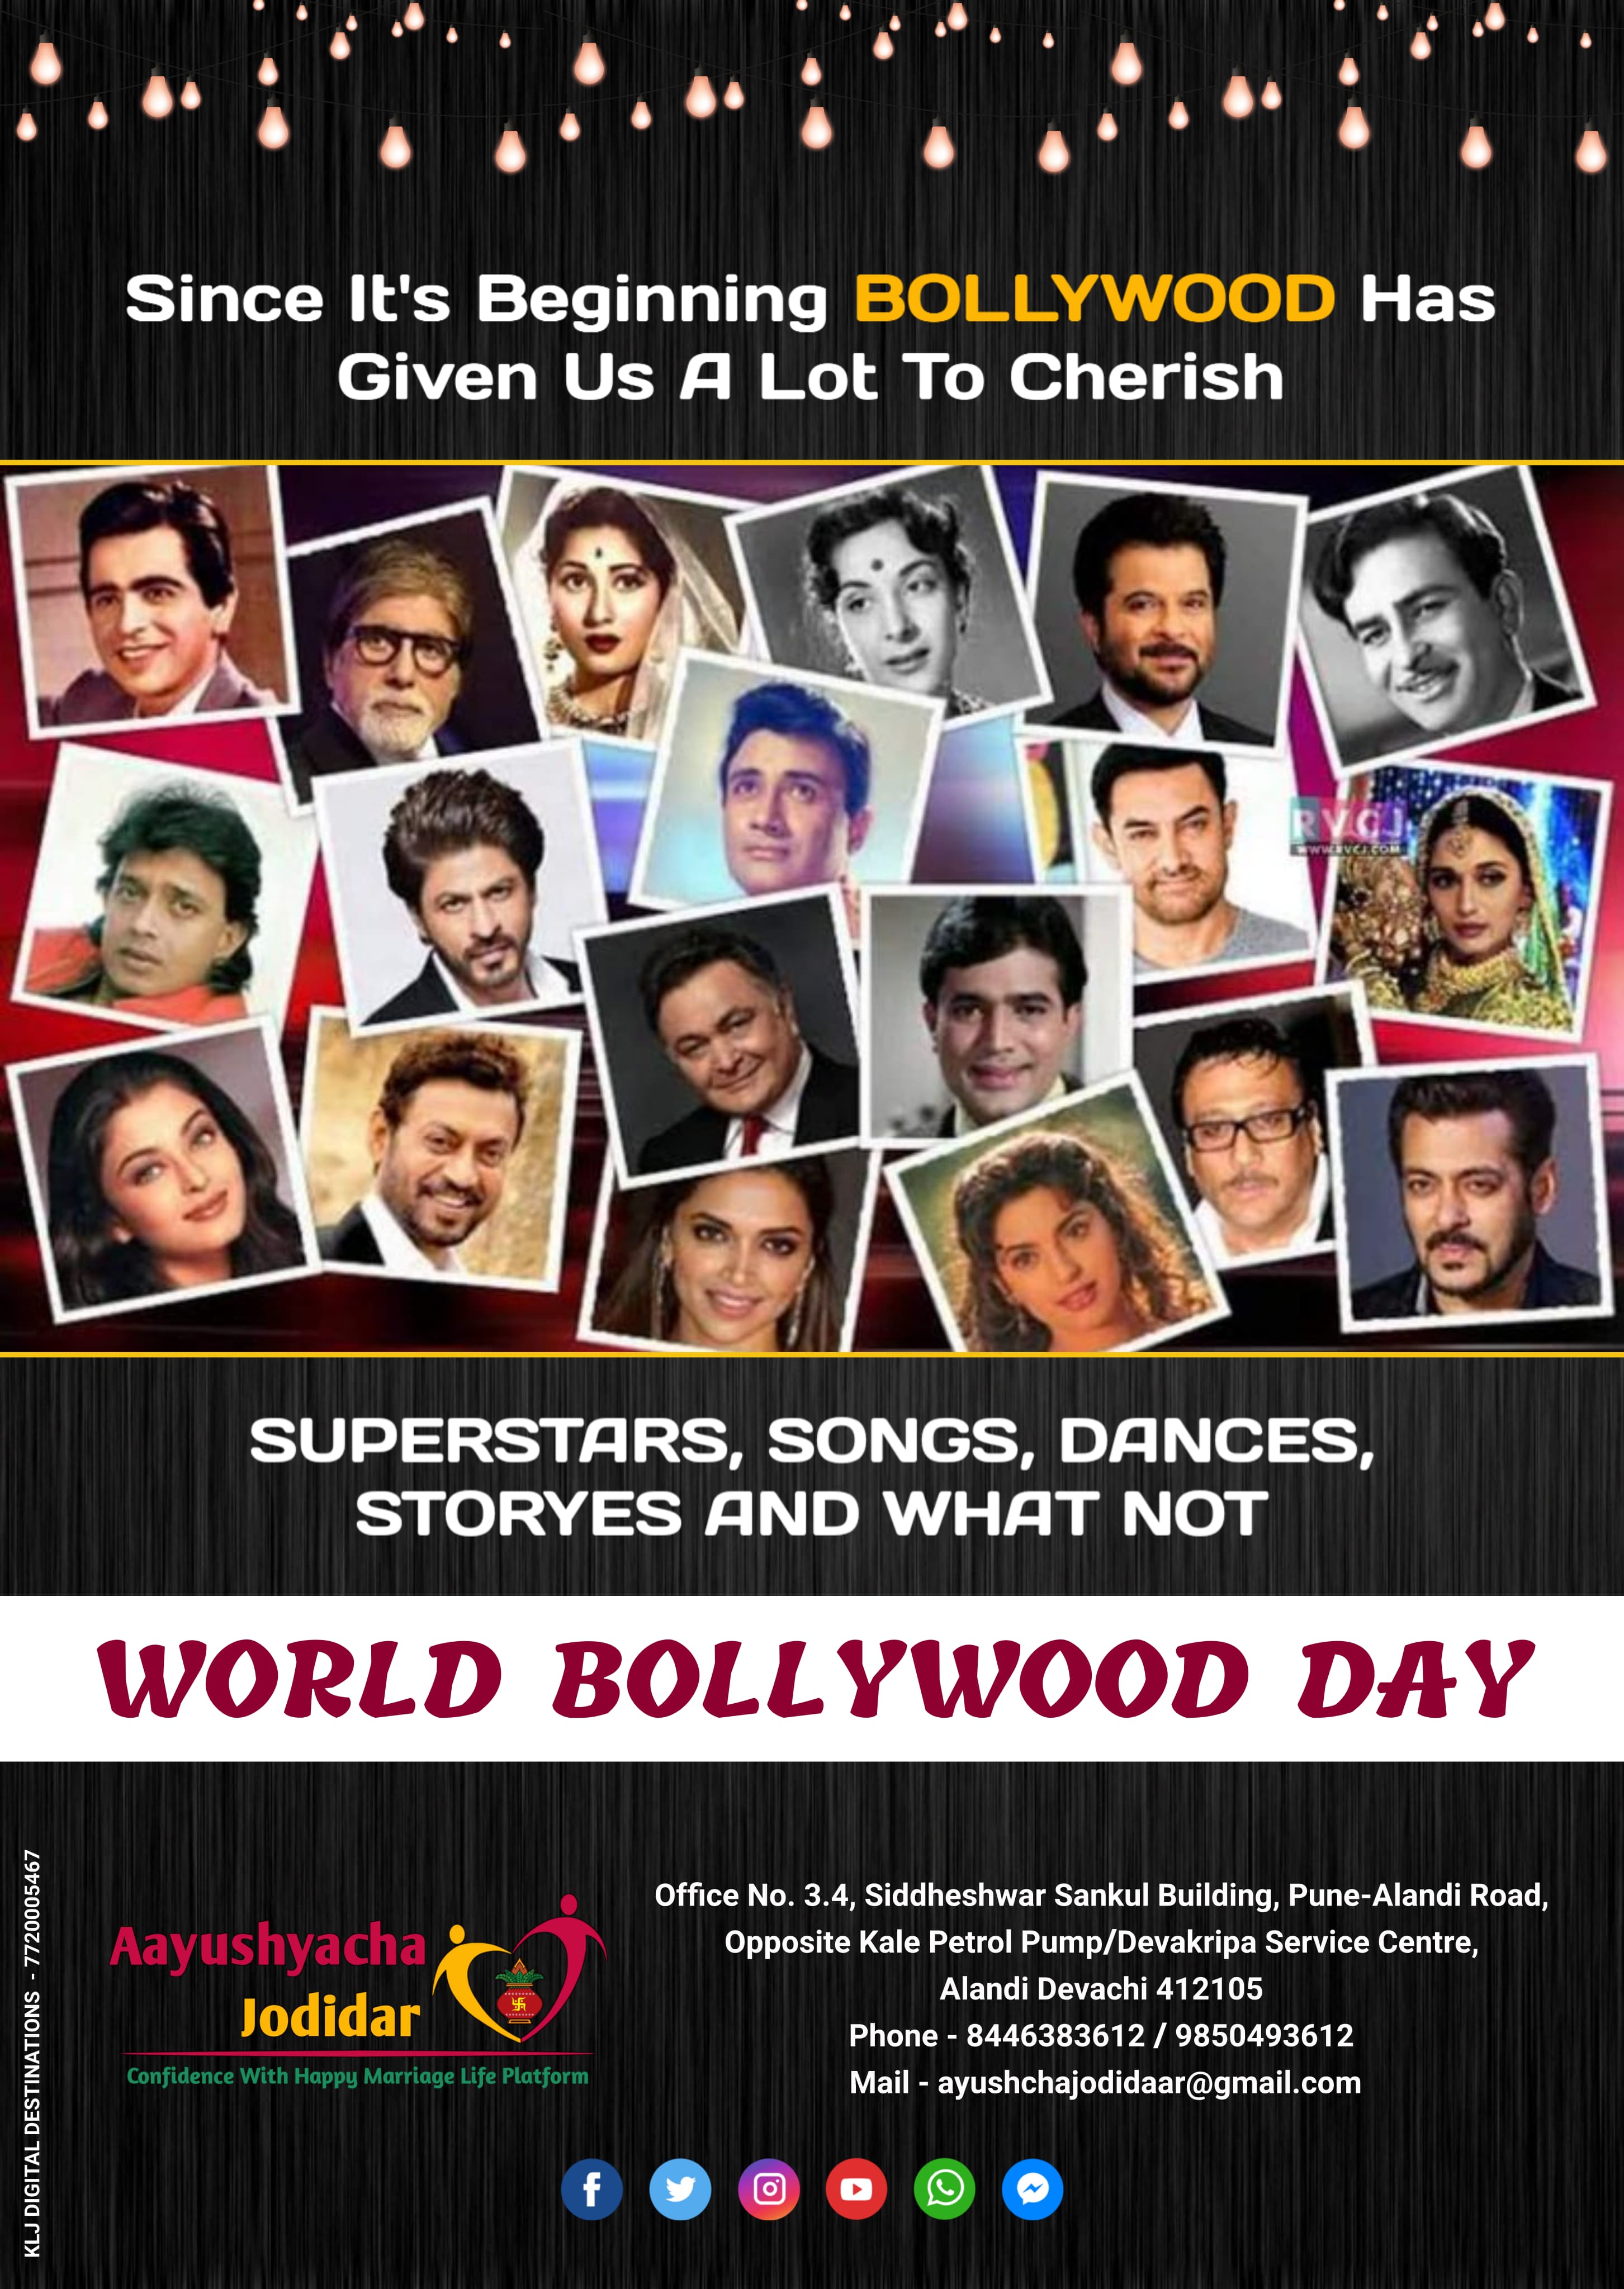 Since It's Beginning BOLLYWOOD Has
Given Us A Lot To Cherish
RVCJ
WWW.RVCJ.COM
SUPERSTARS, SONGS, DANCES,
STORYES AND WHAT NOT
WORLD BOLLYWOOD DAY
KLJ DIGITAL DESTINATIONS - 7720005467
Aayushyacha
Jodidar
Confidence With Happy Marriage Life Platform
Office No. 3.4, Siddheshwar Sankul Building, Pune-Alandi Road,
Opposite Kale Petrol Pump/Devakripa Service Centre,
Alandi Devachi 412105
Phone - 8446383612 / 9850493612
Mail - ayushchajodidaar@gmail.com